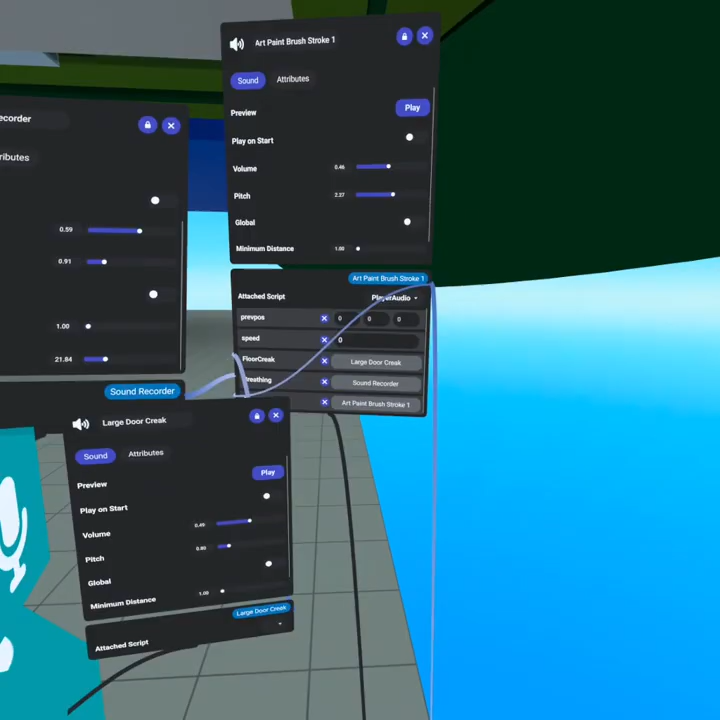 Art Paint Brush Stroke 1
Sound Attributes
Preview Play
Play on Start
Volume 0.46
Pitch 2.27
Global
Minimum Distance 1.00
ecorder
ributes
0.59
0.91
1.00
21.84
Sound Recorder
Art Paint Brush Stroke 1
Attached Script PlayerAudio
prevpos 0 0 0
speed 0
FloorCreak Large Door Creak
Breathing Sound Recorder
Art Paint Brush Stroke 1
Large Door Creak
Sound Attributes
Preview Play
Play on Start
Volume 0.49
Pitch 0.80
Global
Minimum Distance 1.00
Large Door Creak
Attached Script